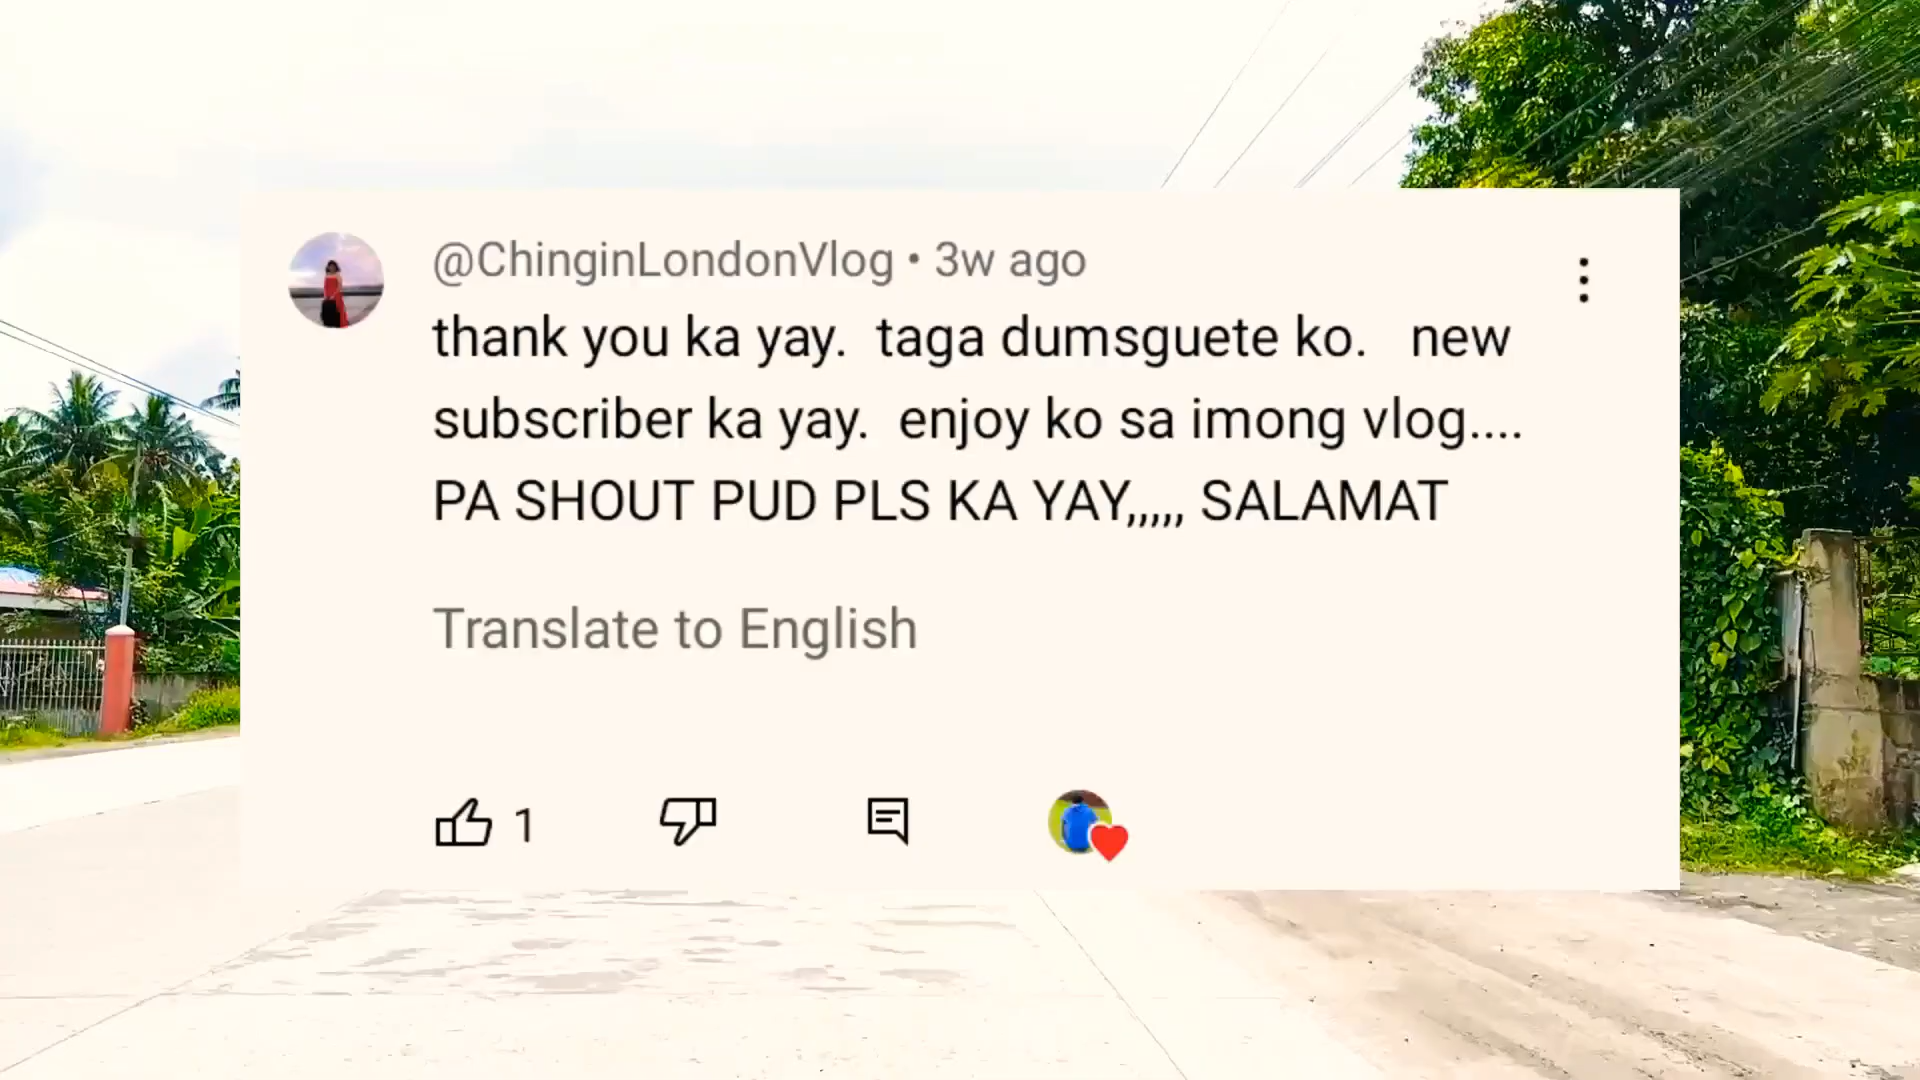 @ChinginLondonVlog • 3w ago
thank you ka yay.  taga dumsguete ko.   new
subscriber ka yay.  enjoy ko sa imong vlog....
PA SHOUT PUD PLS KA YAY,,,,, SALAMAT
Translate to English
1